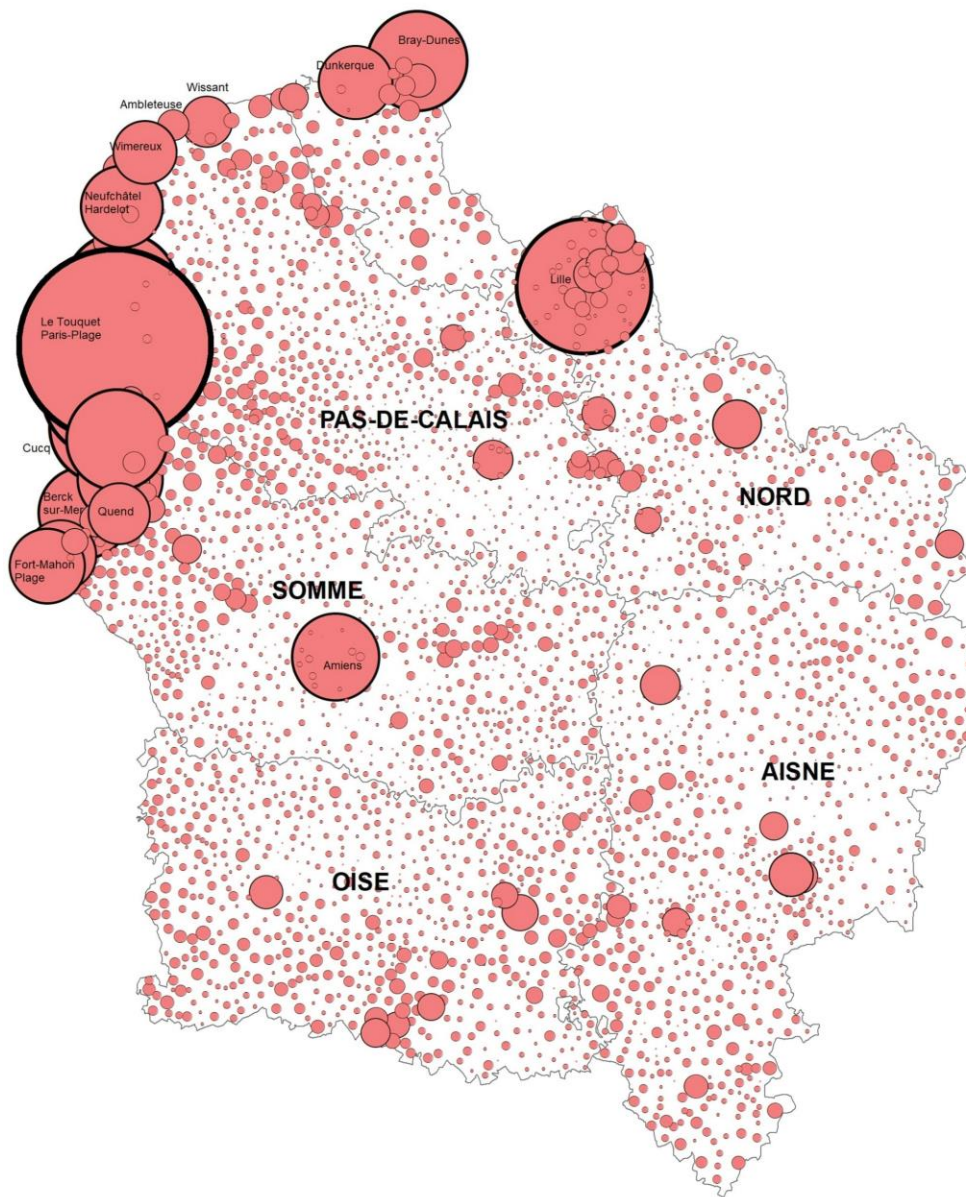 Bray-Dunes
Dunkerque
Wissant
Ambleteuse
Wimereux
Neufchâtel
Hardelot
Lille
Le Touquet
Paris-Plage
PAS-DE-CALAIS
Cucq
NORD
Berck
sur-Mer
Quend
Fort-Mahon
Plage
SOMME
Amiens
AISNE
OISE